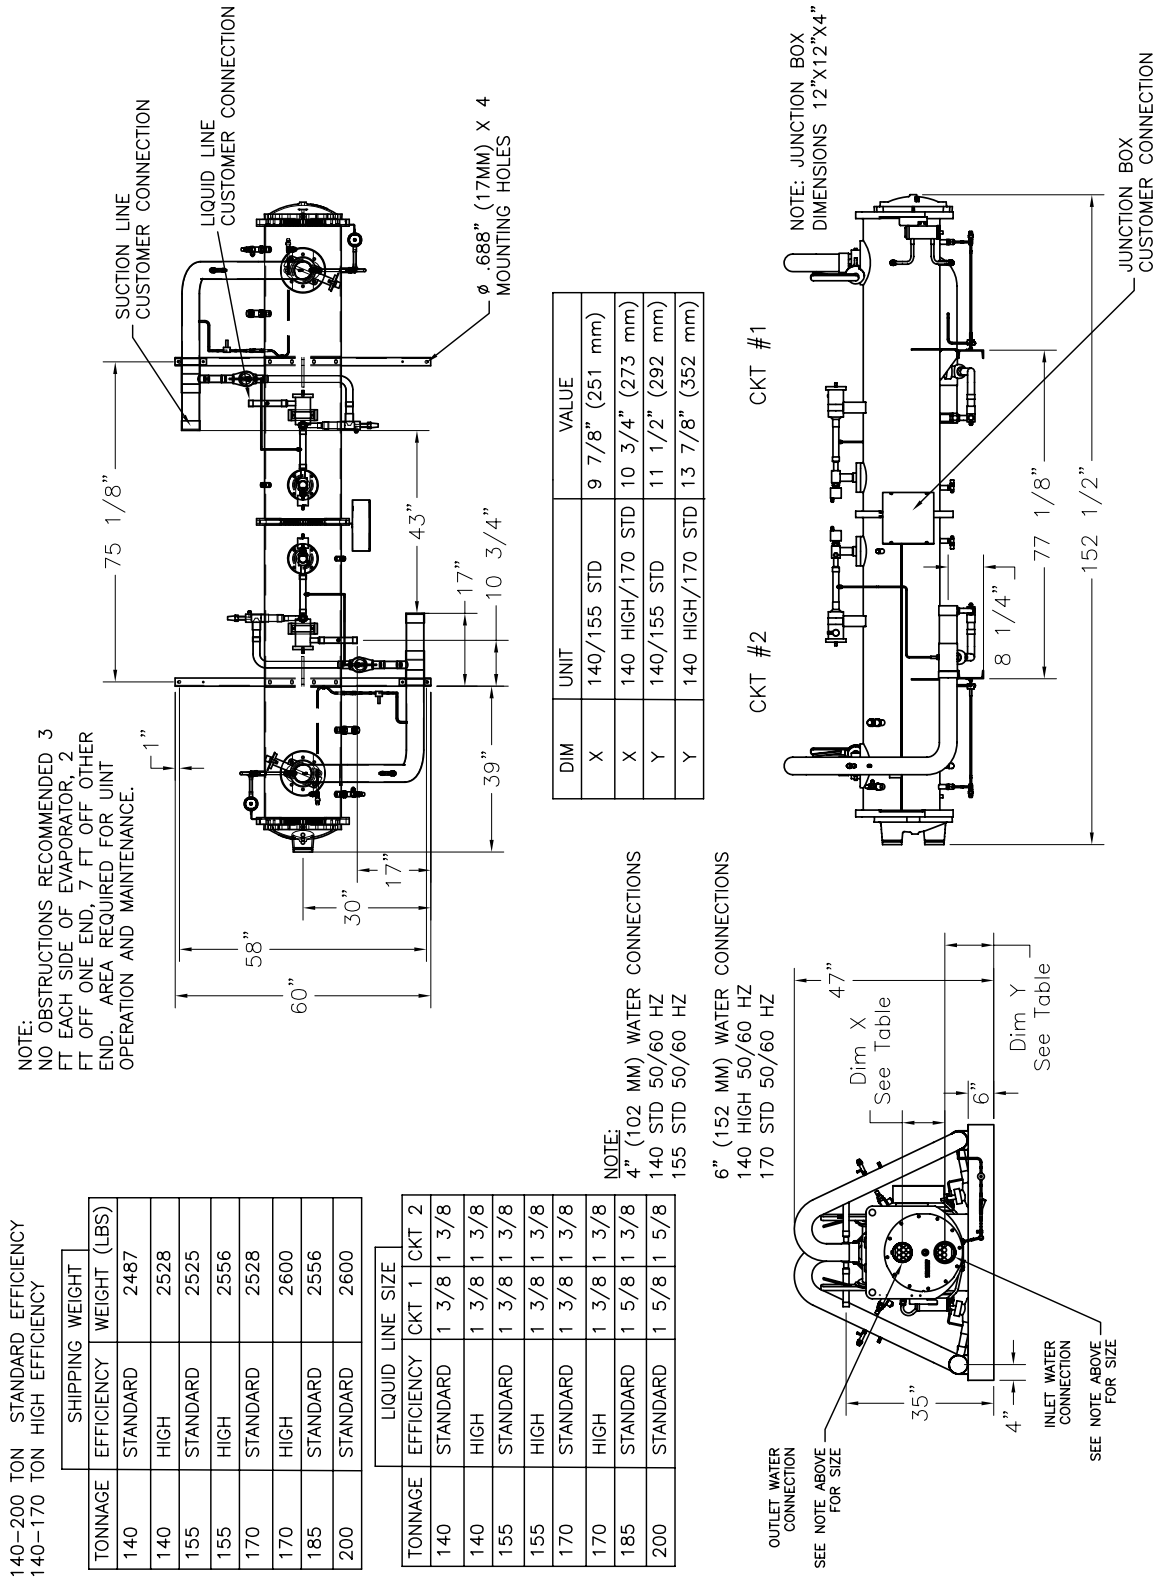 140–200 TON STANDARD EFFICIENCY
140–170 TON HIGH EFFICIENCY
SHIPPING WEIGHT
TONNAGE EFFICIENCY WEIGHT (LBS)
140 STANDARD 2487
140 HIGH 2528
155 STANDARD 2525
155 HIGH 2556
170 STANDARD 2528
170 HIGH 2600
185 STANDARD 2556
200 STANDARD 2600
LIQUID LINE SIZE
TONNAGE EFFICIENCY CKT 1 CKT 2
140 STANDARD 1 3/8 1 3/8
140 HIGH 1 3/8 1 3/8
155 STANDARD 1 3/8 1 3/8
155 HIGH 1 3/8 1 3/8
170 STANDARD 1 3/8 1 3/8
170 HIGH 1 3/8 1 3/8
185 STANDARD 1 5/8 1 3/8
200 STANDARD 1 5/8 1 5/8
NOTE:
NO OBSTRUCTIONS RECOMMENDED 3
FT EACH SIDE OF EVAPORATOR, 2
FT OFF ONE END, 7 FT OFF OTHER
END. AREA REQUIRED FOR UINT
OPERATION AND MAINTENANCE.
SUCTION LINE
CUSTOMER CONNECTION
LIQUID LINE
CUSTOMER CONNECTION
ø .688" (17MM) X 4
MOUNTING HOLES
75 1/8"
1"
43"
17"
10 3/4"
39"
17"
30"
58"
60"
NOTE:
4" (102 MM) WATER CONNECTIONS
140 STD 50/60 HZ
155 STD 50/60 HZ
6" (152 MM) WATER CONNECTIONS
140 HIGH 50/60 HZ
170 STD 50/60 HZ
DIM UNIT VALUE
X 140/155 STD 9 7/8" (251 mm)
X 140 HIGH/170 STD 10 3/4" (273 mm)
Y 140/155 STD 11 1/2" (292 mm)
Y 140 HIGH/170 STD 13 7/8" (352 mm)
OUTLET WATER
CONNECTION
SEE NOTE ABOVE
FOR SIZE
INLET WATER
CONNECTION
SEE NOTE ABOVE
FOR SIZE
35"
4"
47"
Dim X
See Table
6"
Dim Y
See Table
CKT #2
CKT #1
NOTE: JUNCTION BOX
DIMENSIONS 12"X12"X4"
8 1/4"
77 1/8"
152 1/2"
JUNCTION BOX
CUSTOMER CONNECTION